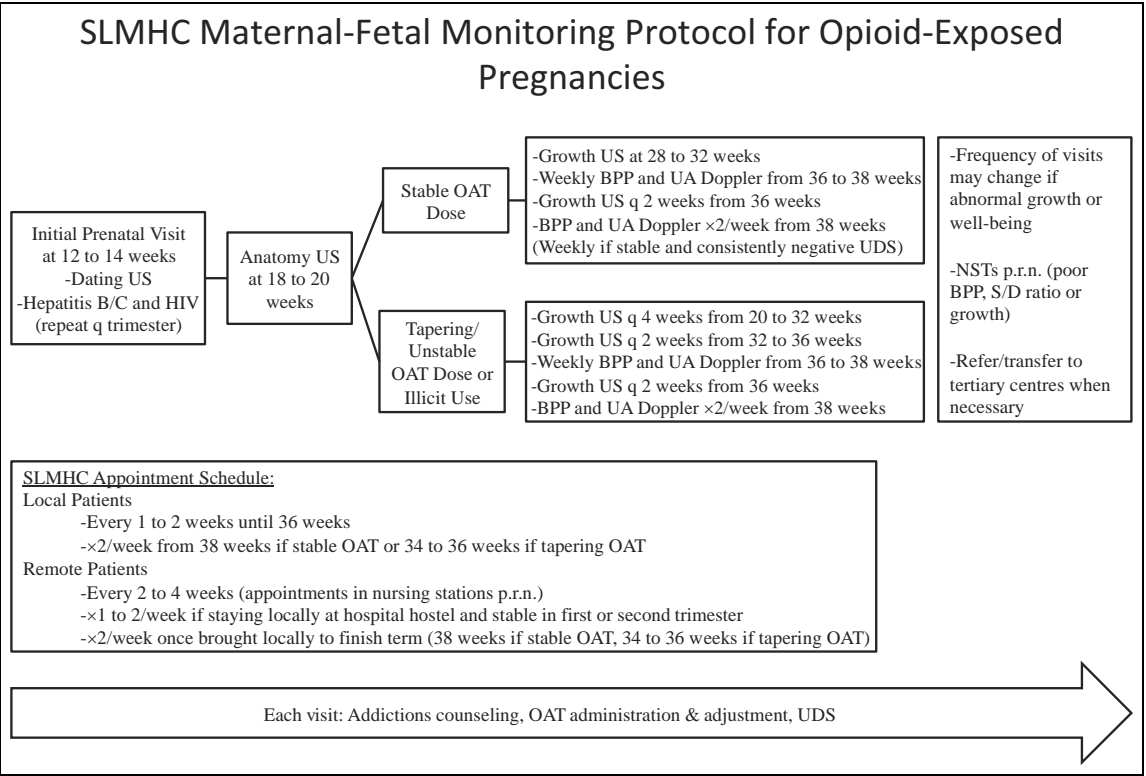 SLMHC Maternal-Fetal Monitoring Protocol for Opioid-Exposed
Pregnancies
Initial Prenatal Visit
at 12 to 14 weeks
-Dating US
-Hepatitis B/C and HIV
(repeat q trimester)
Anatomy US
at 18 to 20
weeks
Stable OAT
Dose
-Growth US at 28 to 32 weeks
-Weekly BPP and UA Doppler from 36 to 38 weeks
-Growth US q 2 weeks from 36 weeks
-BPP and UA Doppler ×2/week from 38 weeks
(Weekly if stable and consistently negative UDS)
Tapering/
Unstable
OAT Dose or
Illicit Use
-Growth US q 4 weeks from 20 to 32 weeks
-Growth US q 2 weeks from 32 to 36 weeks
-Weekly BPP and UA Doppler from 36 to 38 weeks
-Growth US q 2 weeks from 36 weeks
-BPP and UA Doppler ×2/week from 38 weeks
-Frequency of visits
may change if
abnormal growth or
well-being
-NSTs p.r.n. (poor
BPP, S/D ratio or
growth)
-Refer/transfer to
tertiary centres when
necessary
SLMHC Appointment Schedule:
Local Patients
-Every 1 to 2 weeks until 36 weeks
-×2/week from 38 weeks if stable OAT or 34 to 36 weeks if tapering OAT
Remote Patients
-Every 2 to 4 weeks (appointments in nursing stations p.r.n.)
-×1 to 2/week if staying locally at hospital hostel and stable in first or second trimester
-×2/week once brought locally to finish term (38 weeks if stable OAT, 34 to 36 weeks if tapering OAT)
Each visit: Addictions counseling, OAT administration & adjustment, UDS